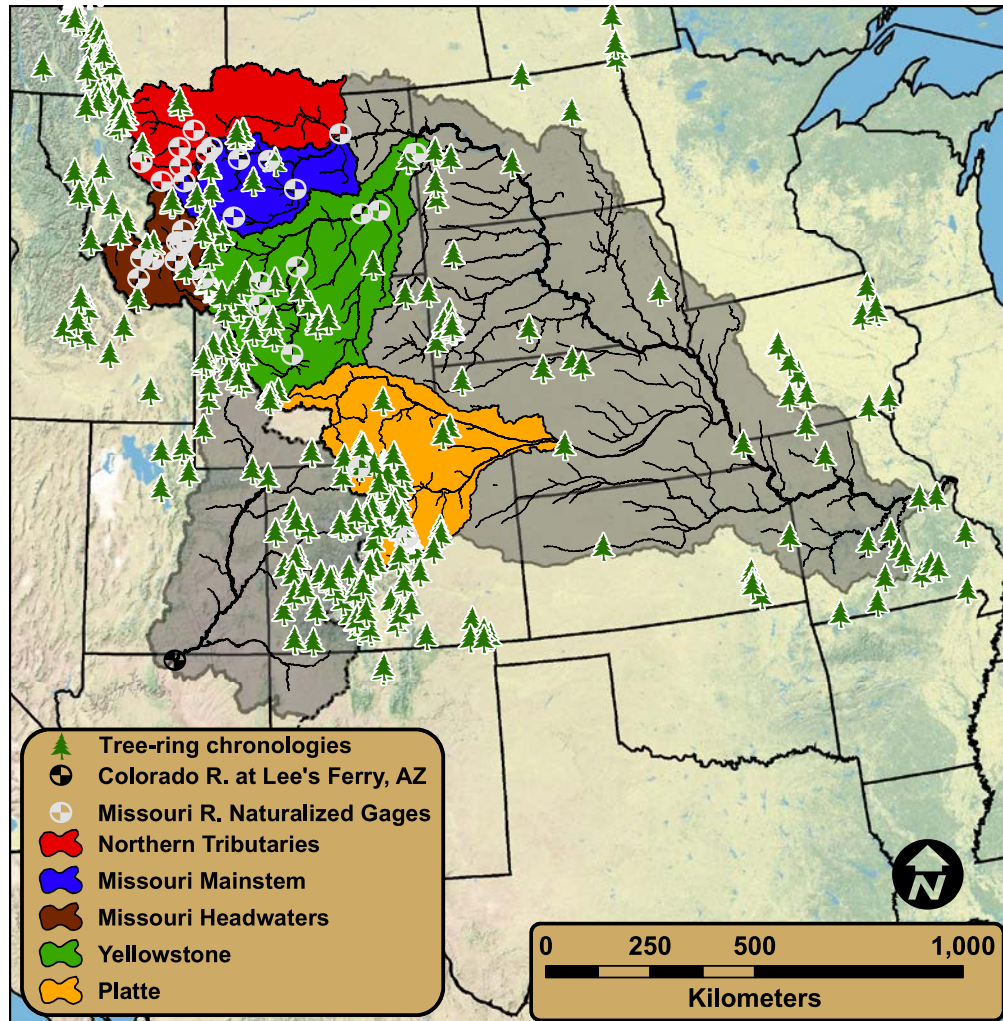 Tree-ring chronologies
Colorado R. at Lee's Ferry, AZ
Missouri R. Naturalized Gages
Northern Tributaries
Missouri Mainstem
Missouri Headwaters
Yellowstone
Platte
N
0 250 500 1,000
Kilometers